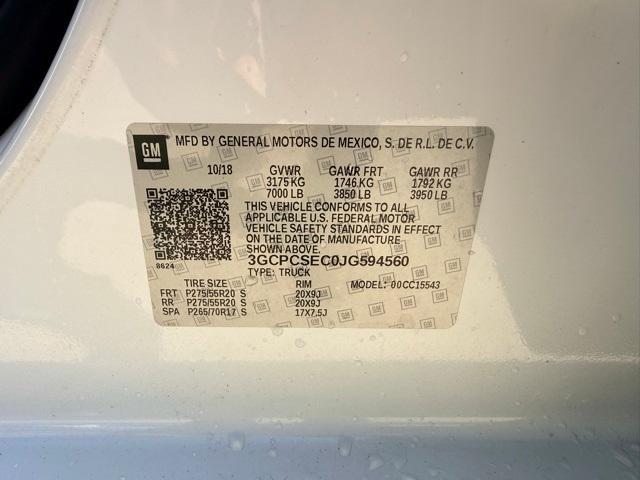 GM MFD BY GENERAL MOTORS DE MEXICO, S. DE R.L. DE C.V.
10/18 GVWR GAWR FRT GAWR RR
3175 KG 1746 KG 1792 KG
7000 LB 3850 LB 3950 LB
THIS VEHICLE CONFORMS TO ALL
APPLICABLE U.S. FEDERAL MOTOR
VEHICLE SAFETY STANDARDS IN EFFECT
ON THE DATE OF MANUFACTURE
SHOWN ABOVE.
3GCPCSEC0JG594560
8624 TYPE: TRUCK
TIRE SIZE RIM MODEL: 00CC15543
FRT P275/55R20 S 20X9J
RR P275/55R20 S 20X9J
SPA P265/70R17 S 17X7.5J